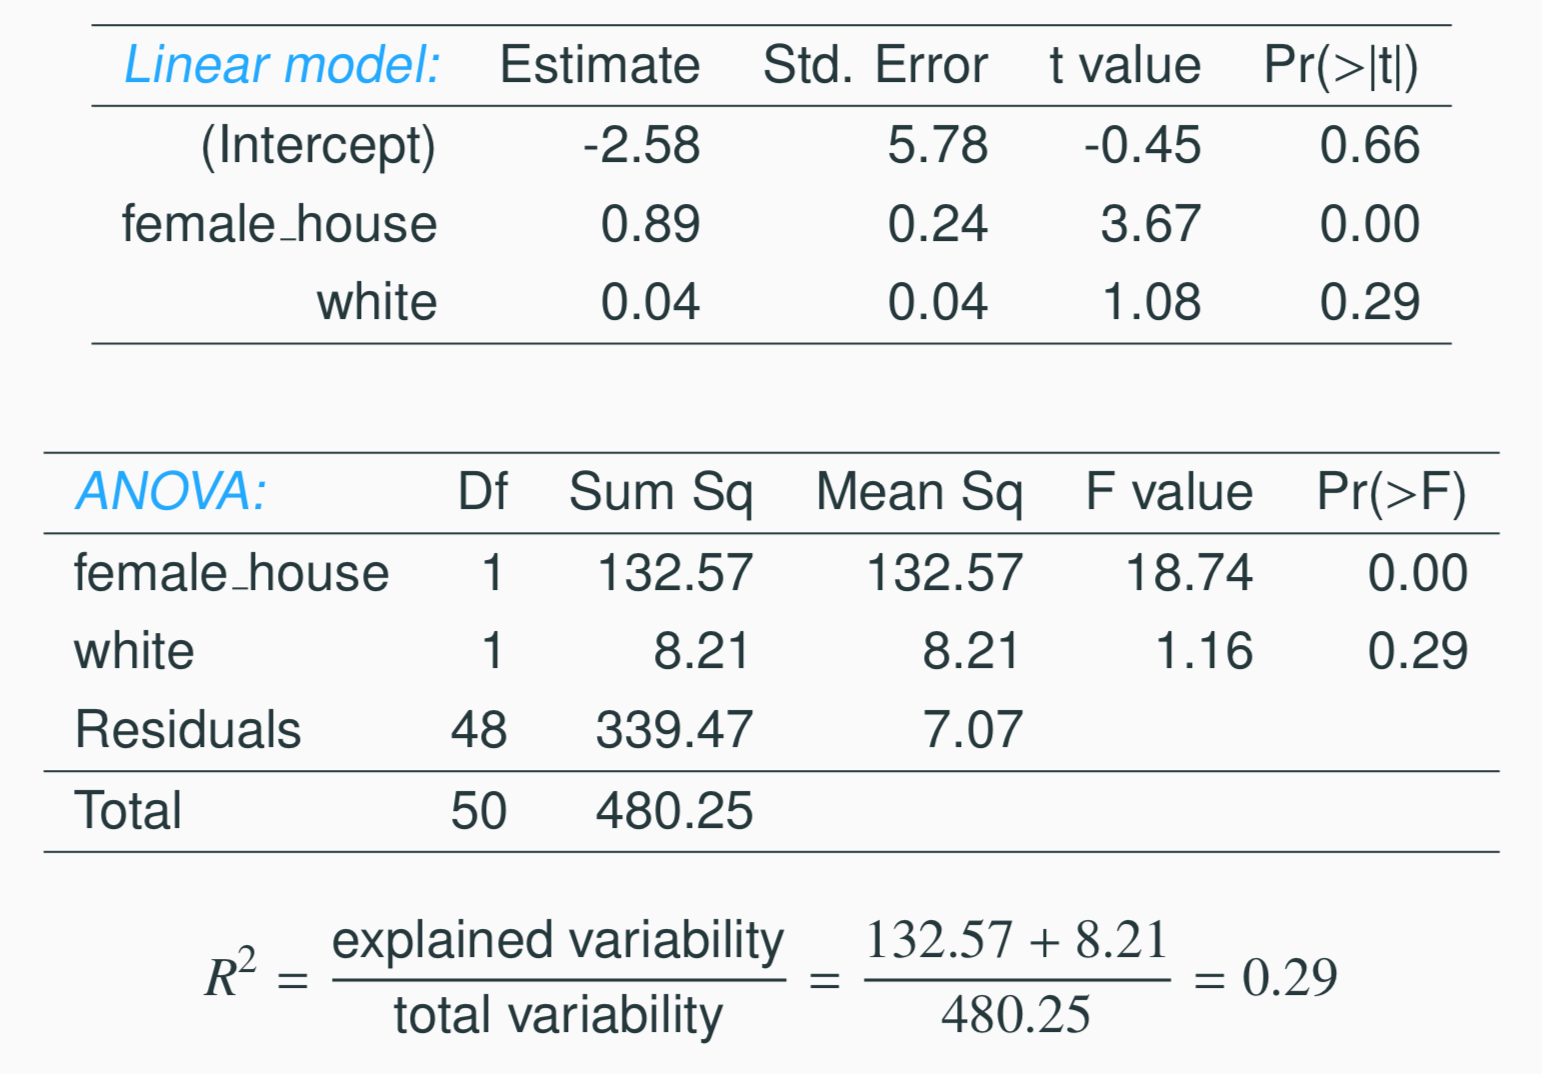 Linear model: Estimate Std. Error t value Pr(>|t|)
(Intercept) -2.58 5.78 -0.45 0.66
female_house 0.89 0.24 3.67 0.00
white 0.04 0.04 1.08 0.29
ANOVA: Df Sum Sq Mean Sq F value Pr(>F)
female_house 1 132.57 132.57 18.74 0.00
white 1 8.21 8.21 1.16 0.29
Residuals 48 339.47 7.07
Total 50 480.25
R² = explained variability / total variability = 132.57 + 8.21 / 480.25 = 0.29